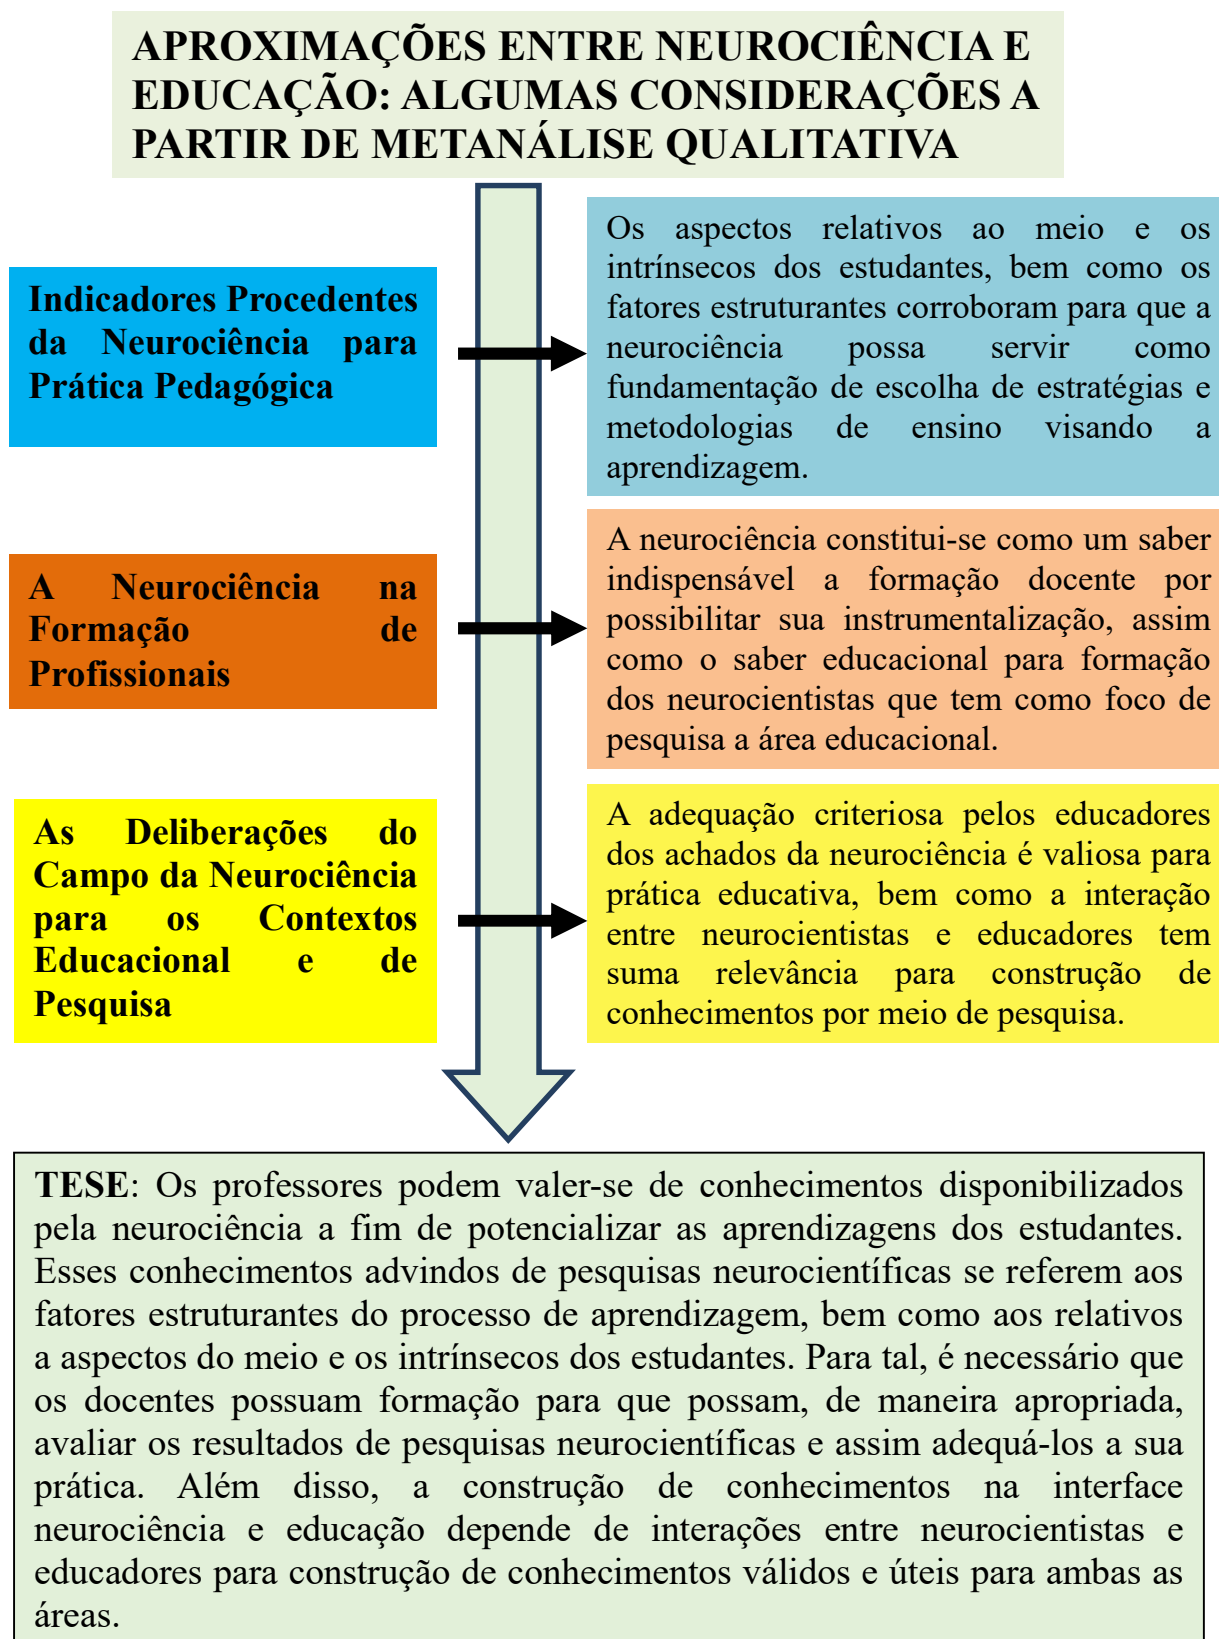 APROXIMAÇÕES ENTRE NEUROCIÊNCIA E
EDUCAÇÃO: ALGUMAS CONSIDERAÇÕES A
PARTIR DE METANÁLISE QUALITATIVA
Indicadores Procedentes
da Neurociência para
Prática Pedagógica
Os aspectos relativos ao meio e os
intrínsecos dos estudantes, bem como os
fatores estruturantes corroboram para que a
neurociência possa servir como
fundamentação de escolha de estratégias e
metodologias de ensino visando a
aprendizagem.
A Neurociência na
Formação de
Profissionais
A neurociência constitui-se como um saber
indispensável a formação docente por
possibilitar sua instrumentalização, assim
como o saber educacional para formação
dos neurocientistas que tem como foco de
pesquisa a área educacional.
As Deliberações do
Campo da Neurociência
para os Contextos
Educacional e de
Pesquisa
A adequação criteriosa pelos educadores
dos achados da neurociência é valiosa para
prática educativa, bem como a interação
entre neurocientistas e educadores tem
suma relevância para construção de
conhecimentos por meio de pesquisa.
TESE: Os professores podem valer-se de conhecimentos disponibilizados
pela neurociência a fim de potencializar as aprendizagens dos estudantes.
Esses conhecimentos advindos de pesquisas neurocientíficas se referem aos
fatores estruturantes do processo de aprendizagem, bem como aos relativos
a aspectos do meio e os intrínsecos dos estudantes. Para tal, é necessário que
os docentes possuam formação para que possam, de maneira apropriada,
avaliar os resultados de pesquisas neurocientíficas e assim adequá-los a sua
prática. Além disso, a construção de conhecimentos na interface
neurociência e educação depende de interações entre neurocientistas e
educadores para construção de conhecimentos válidos e úteis para ambas as
áreas.